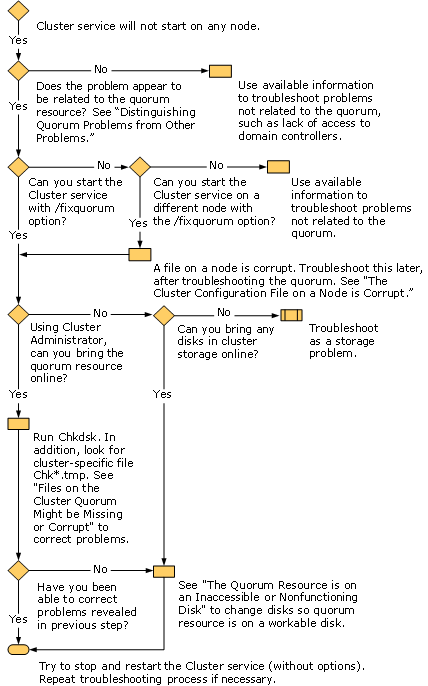 Cluster service will not start on any node.
Yes
No
Does the problem appear to
be related to the quorum
resource? See “Distinguishing
Quorum Problems from Other
Problems.”
Use available information
to troubleshoot problems
not related to the quorum,
such as lack of access to
domain controllers.
Yes
No
No
Can you start the
Cluster service
with /fixquorum
option?
Can you start the
Cluster service on a
different node with
the /fixquorum option?
Use available
information to
troubleshoot problems
not related to the
quorum.
Yes
Yes
A file on a node is corrupt. Troubleshoot this later,
after troubleshooting the quorum. See "The
Cluster Configuration File on a Node is Corrupt.”
No
No
Using Cluster
Administrator,
can you bring the
quorum resource
online?
Can you bring any
disks in cluster
storage online?
Troubleshoot
as a storage
problem.
Yes
Yes
Run Chkdsk. In
addition, look for
cluster-specific file
Chk*.tmp. See
"Files on the
Cluster Quorum
Might be Missing
or Corrupt" to
correct problems.
No
Have you been
able to correct
problems revealed
in previous step?
See "The Quorum Resource is on
an Inaccessible or Nonfunctioning
Disk" to change disks so quorum
resource is on a workable disk.
Yes
Try to stop and restart the Cluster service (without options).
Repeat troubleshooting process if necessary.